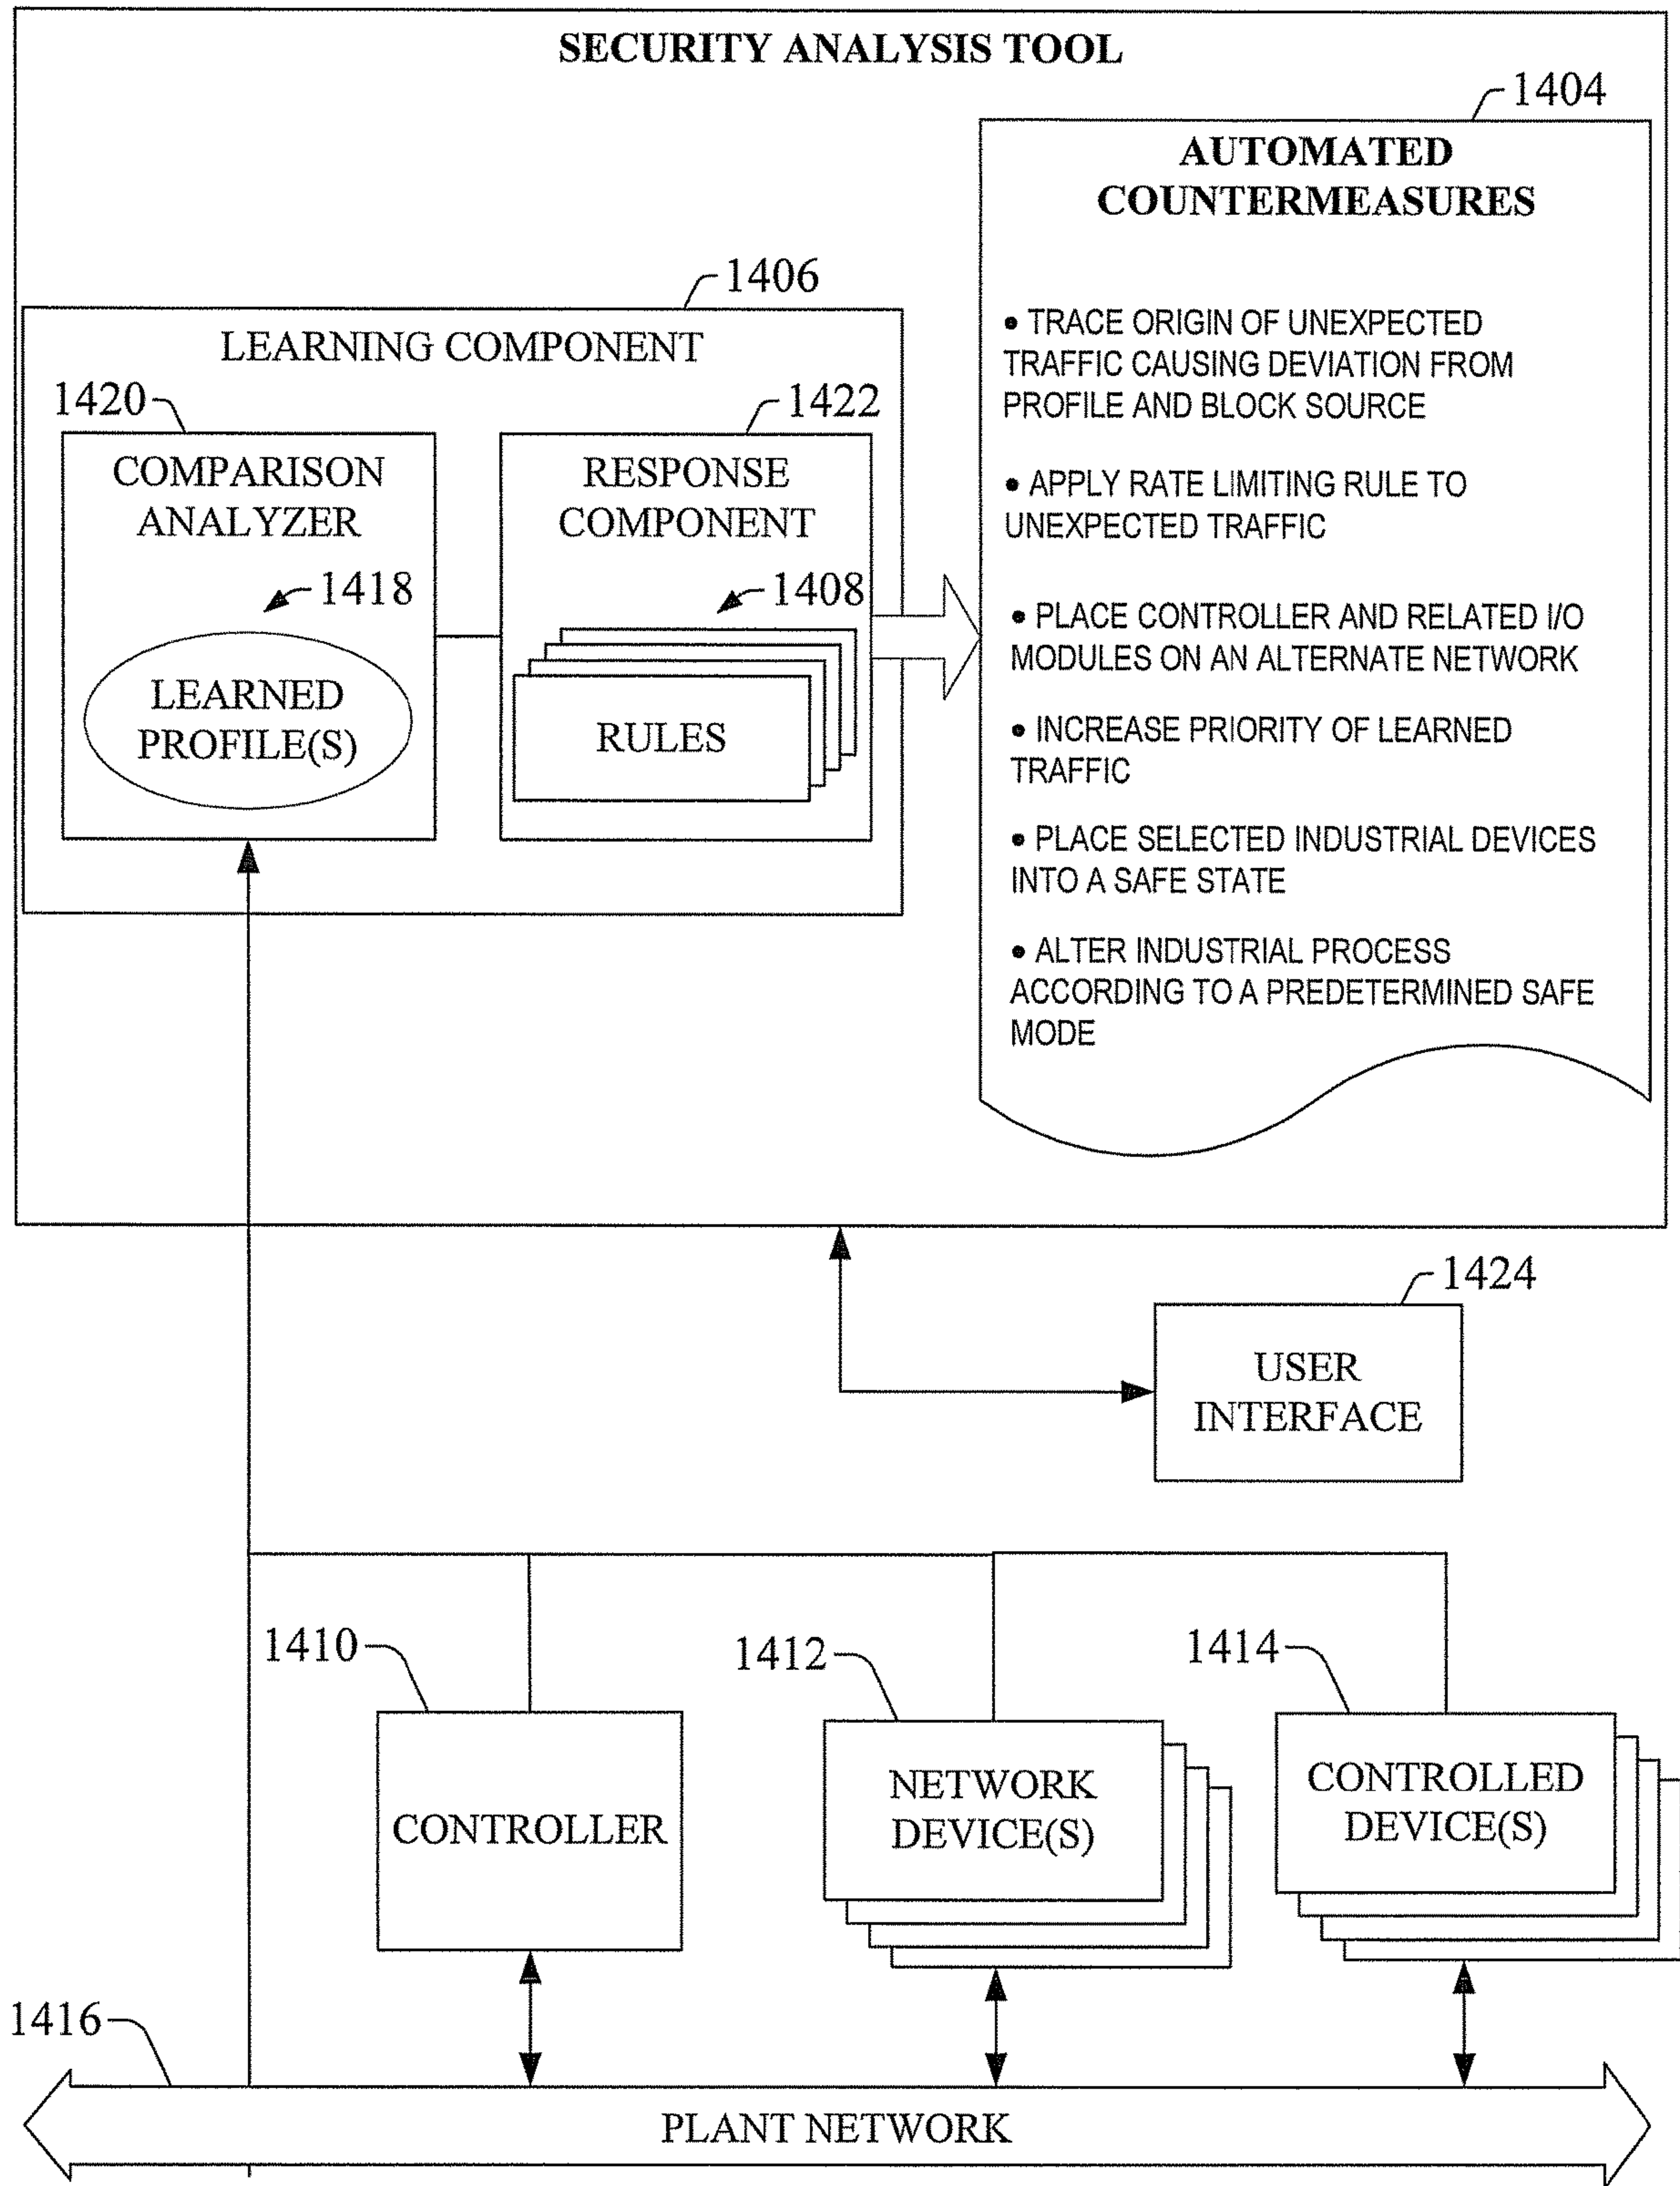 SECURITY ANALYSIS TOOL
1404
AUTOMATED
COUNTERMEASURES
• TRACE ORIGIN OF UNEXPECTED
TRAFFIC CAUSING DEVIATION FROM
PROFILE AND BLOCK SOURCE
• APPLY RATE LIMITING RULE TO
UNEXPECTED TRAFFIC
• PLACE CONTROLLER AND RELATED I/O
MODULES ON AN ALTERNATE NETWORK
• INCREASE PRIORITY OF LEARNED
TRAFFIC
• PLACE SELECTED INDUSTRIAL DEVICES
INTO A SAFE STATE
• ALTER INDUSTRIAL PROCESS
ACCORDING TO A PREDETERMINED SAFE
MODE
1406
LEARNING COMPONENT
1420
COMPARISON
ANALYZER
1418
LEARNED
PROFILE(S)
1422
RESPONSE
COMPONENT
1408
RULES
1424
USER
INTERFACE
1410
CONTROLLER
1412
NETWORK
DEVICE(S)
1414
CONTROLLED
DEVICE(S)
1416
PLANT NETWORK